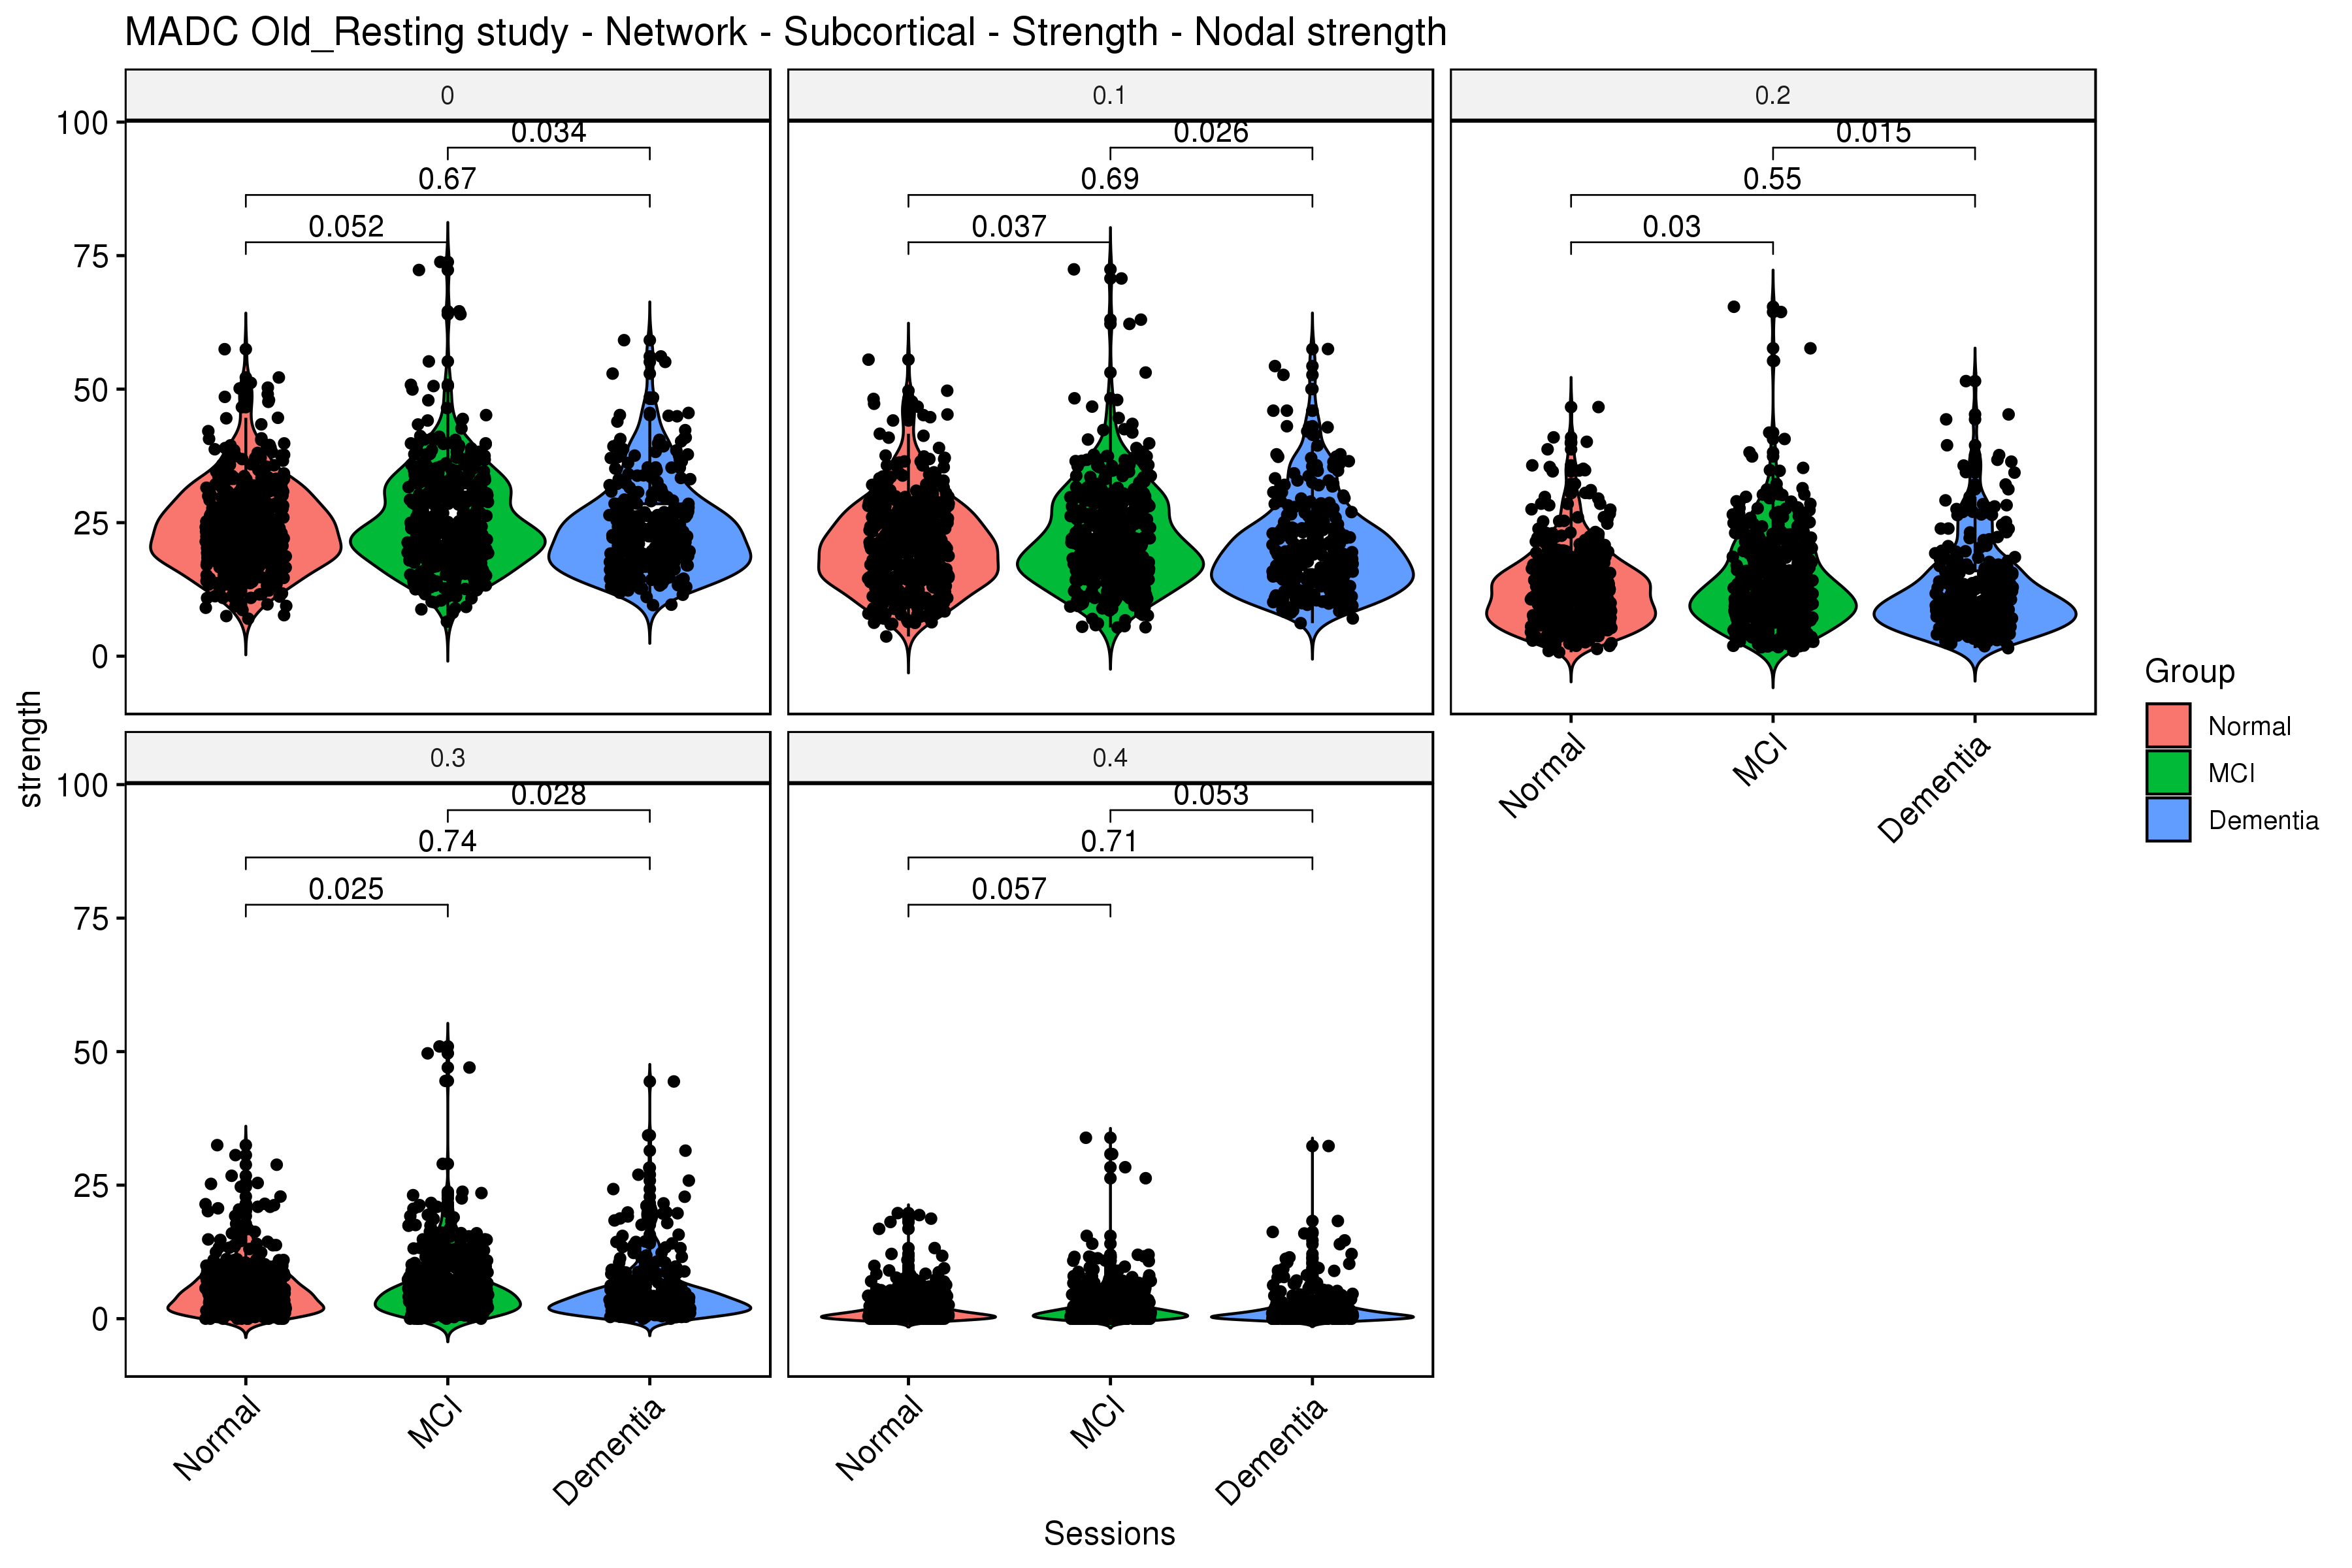 MADC Old_Resting study - Network - Subcortical - Strength - Nodal strength
0
0.1
0.2
100
75
50
25
0
0.034
0.67
0.052
0.026
0.69
0.037
0.015
0.55
0.03
strength
Normal
MCI
Dementia
Group
Normal
MCI
Dementia
0.3
0.4
100
75
50
25
0
0.028
0.74
0.025
0.053
0.71
0.057
Normal
MCI
Dementia
Normal
MCI
Dementia
Sessions